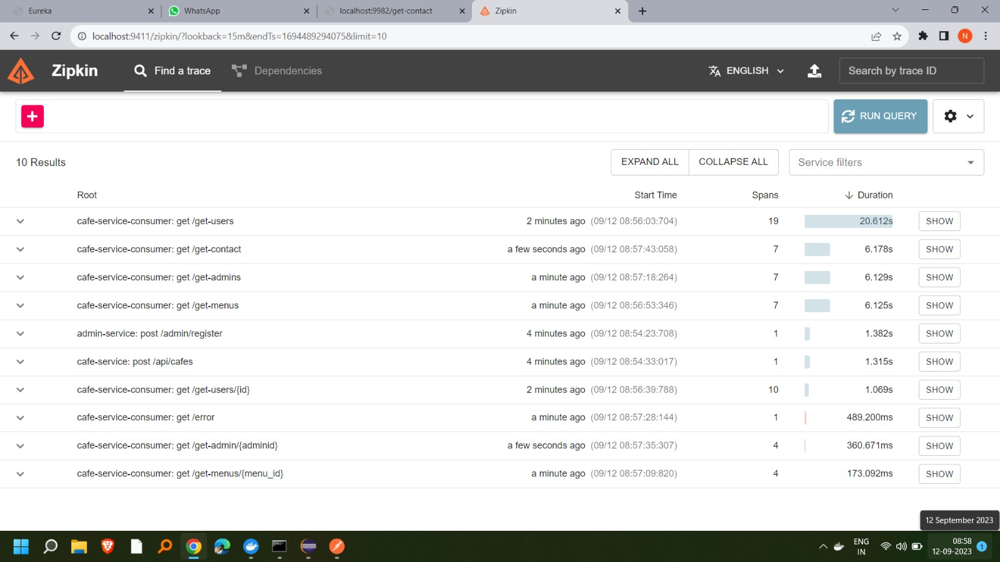 Eureka
WhatsApp
localhost:9982/get-contact
Zipkin
localhost:9411/zipkin/?lookback=15m&endTs=1694489294075&limit=10
N
Zipkin
Find a trace
Dependencies
ENGLISH
Search by trace ID
RUN QUERY
10 Results
EXPAND ALL
COLLAPSE ALL
Service filters
Root Start Time Spans Duration
cafe-service-consumer: get /get-users 2 minutes ago (09/12 08:56:03:704) 19 20.612s SHOW
cafe-service-consumer: get /get-contact a few seconds ago (09/12 08:57:43:058) 7 6.178s SHOW
cafe-service-consumer: get /get-admins a minute ago (09/12 08:57:18:264) 7 6.129s SHOW
cafe-service-consumer: get /get-menus a minute ago (09/12 08:56:53:346) 7 6.125s SHOW
admin-service: post /admin/register 4 minutes ago (09/12 08:54:23:708) 1 1.382s SHOW
cafe-service: post /api/cafes 4 minutes ago (09/12 08:54:33:017) 1 1.315s SHOW
cafe-service-consumer: get /get-users/{id} 2 minutes ago (09/12 08:56:39:788) 10 1.069s SHOW
cafe-service-consumer: get /error a minute ago (09/12 08:57:28:144) 1 489.200ms SHOW
cafe-service-consumer: get /get-admin/{adminid} a few seconds ago (09/12 08:57:35:307) 4 360.671ms SHOW
cafe-service-consumer: get /get-menus/{menu_id} a minute ago (09/12 08:57:09:820) 4 173.092ms SHOW
12 September 2023
ENG
IN
08:58
12-09-2023
1